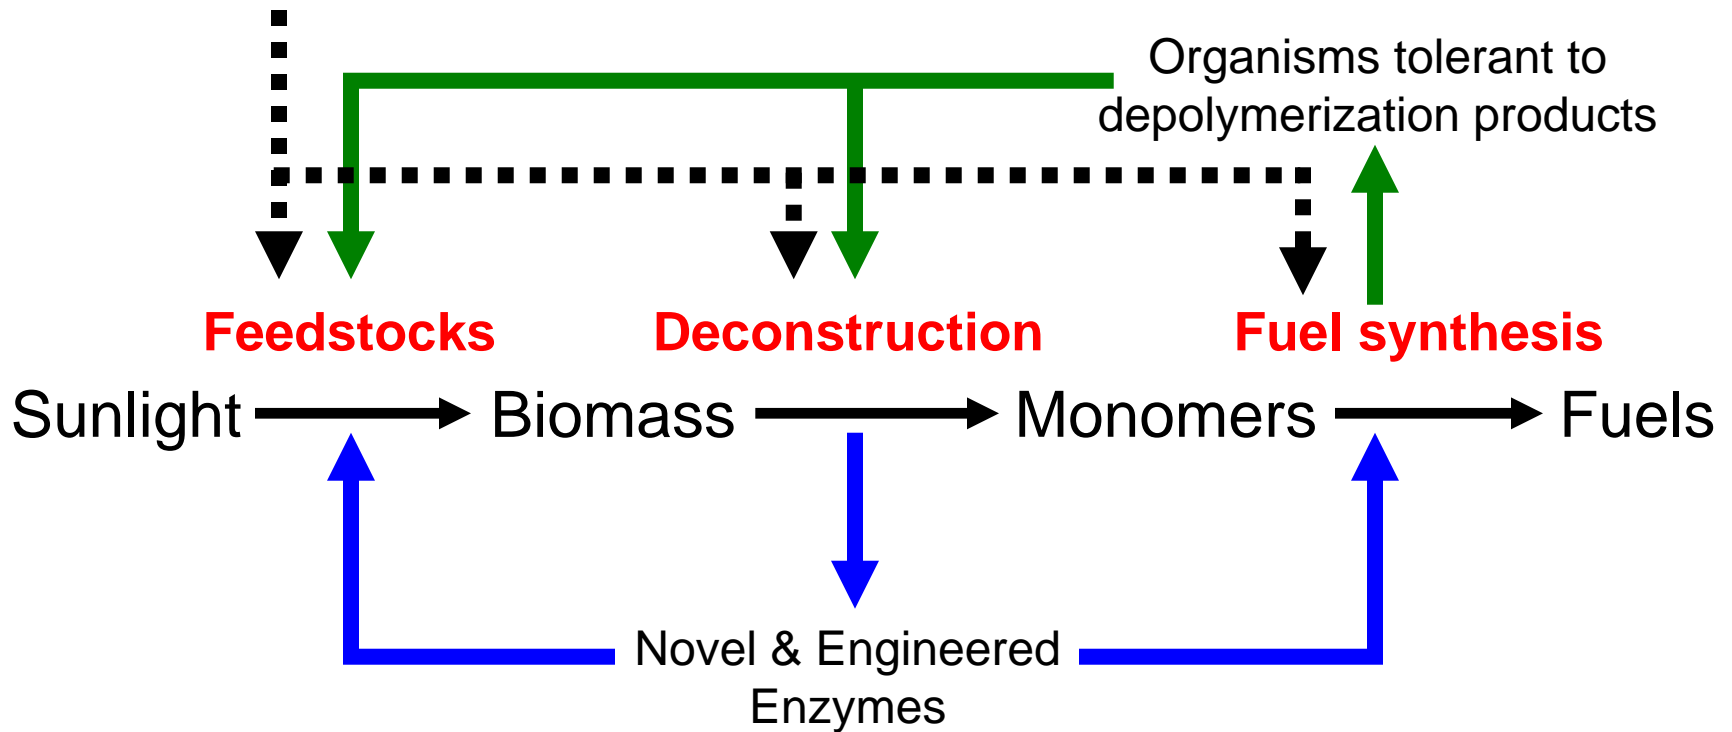 Organisms tolerant to
depolymerization products
Feedstocks Deconstruction Fuel synthesis
Sunlight Biomass Monomers Fuels
Novel & Engineered
Enzymes